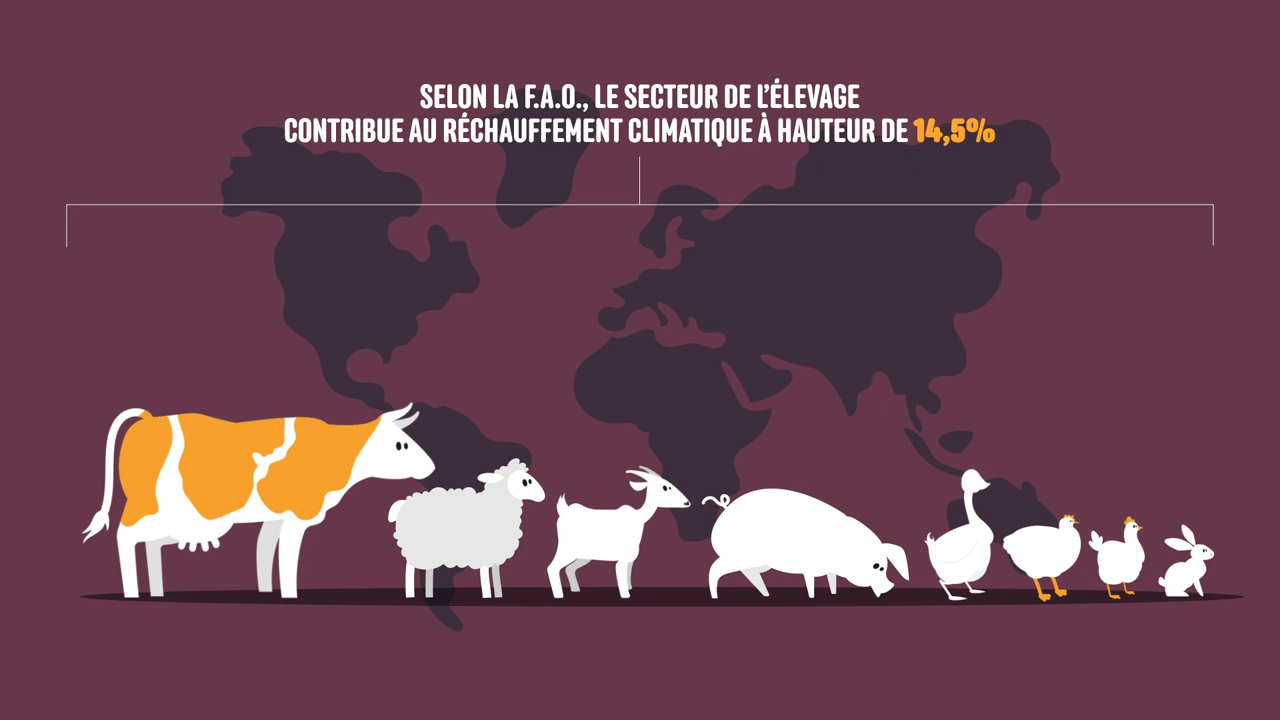 SELON LA F.A.O., LE SECTEUR DE L'ÉLEVAGE
CONTRIBUE AU RÉCHAUFFEMENT CLIMATIQUE À HAUTEUR DE 14,5%